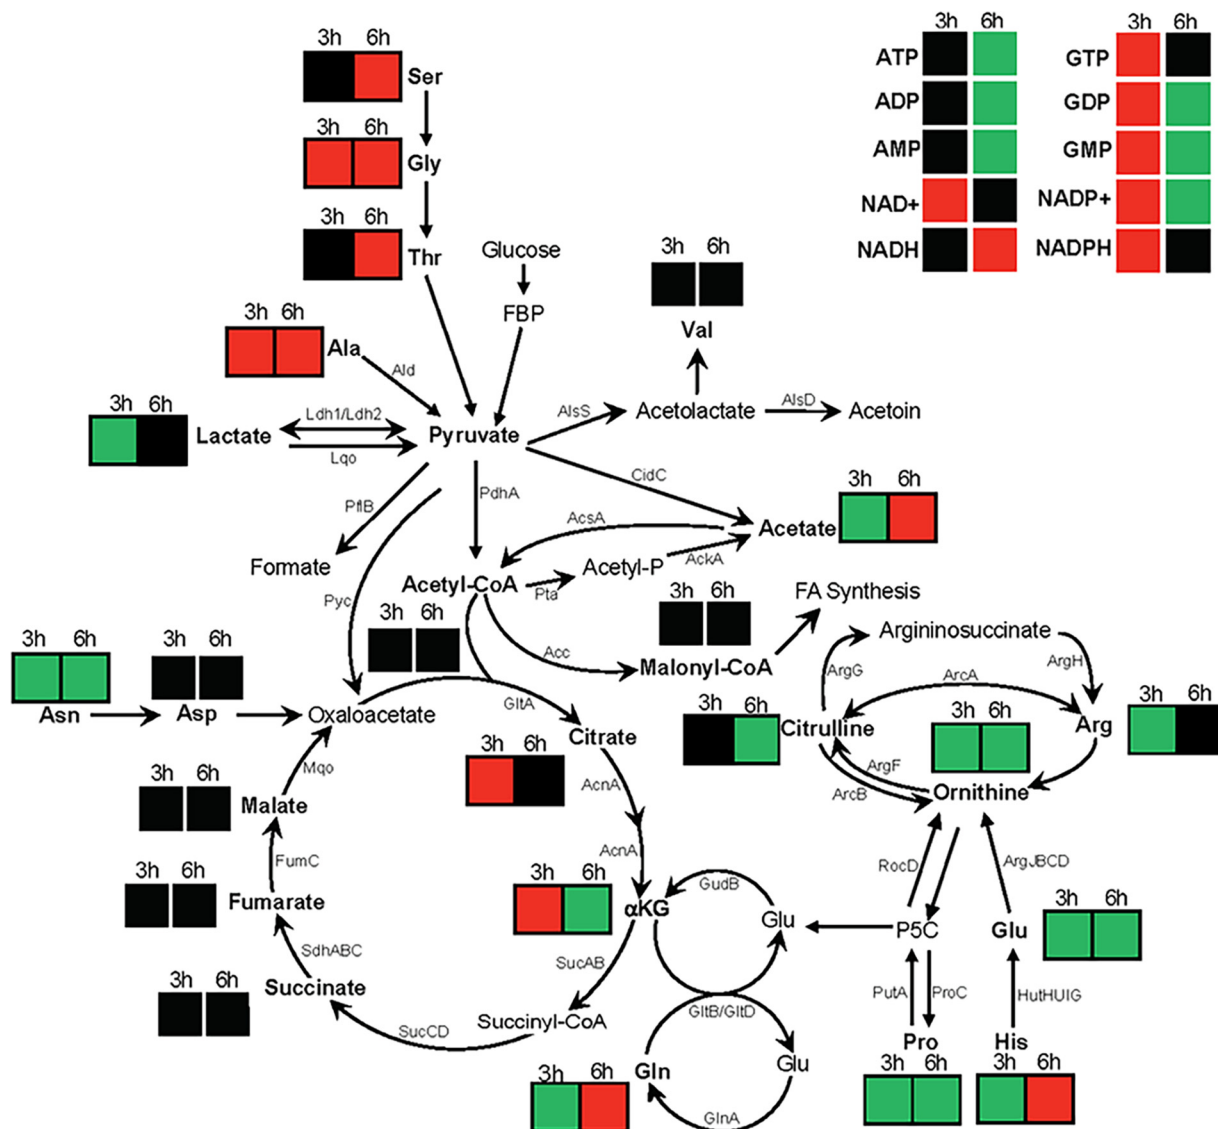 3h 6h
Ser
3h 6h
Gly
3h 6h
Thr
3h 6h
Ala
Ald
3h 6h
Lactate
Ldh1/Ldh2
Lqo
Glucose
FBP
Pyruvate
3h 6h
Val
AlsS
Acetolactate
AlsD
Acetoin
CidC
3h 6h
Acetate
PflB
Formate
Pyc
PdhA
AcsA
Acetyl-P
AckA
Acetyl-CoA
Pta
3h 6h
3h 6h
Malonyl-CoA
Acc
FA Synthesis
3h 6h
Asn
3h 6h
Asp
Oxaloacetate
GltA
Citrate
3h 6h
AcnA
AcnA
Mqo
3h 6h
Malate
FumC
3h 6h
Fumarate
SdhABC
3h 6h
Succinate
SucCD
Succinyl-CoA
SucAB
3h 6h
αKG
GudB
Glu
GltB/GltD
Gln
3h 6h
Glu
GlnA
Argininosuccinate
ArgG
ArgH
ArcA
3h 6h
Citrulline
3h 6h
Arg
3h 6h
Ornithine
ArgF
ArcB
RocD
ArgJBCD
P5C
Glu
3h 6h
PutA
ProC
HutHUIG
Pro
3h 6h
His
3h 6h
3h 6h
ATP
ADP
AMP
NAD+
NADH
3h 6h
GTP
GDP
GMP
NADP+
NADPH